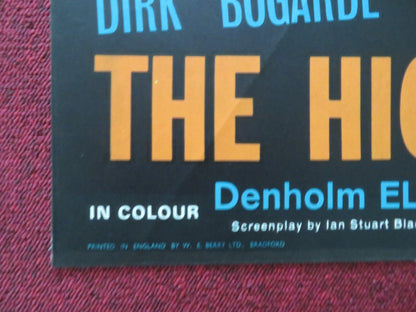 DIRK BOGARDE
THE HIG
IN COLOUR
Denholm EL
Screenplay by Ian Stuart Bla
PRINTED IN ENGLAND BY W. E. BERRY LTD., BRADFORD